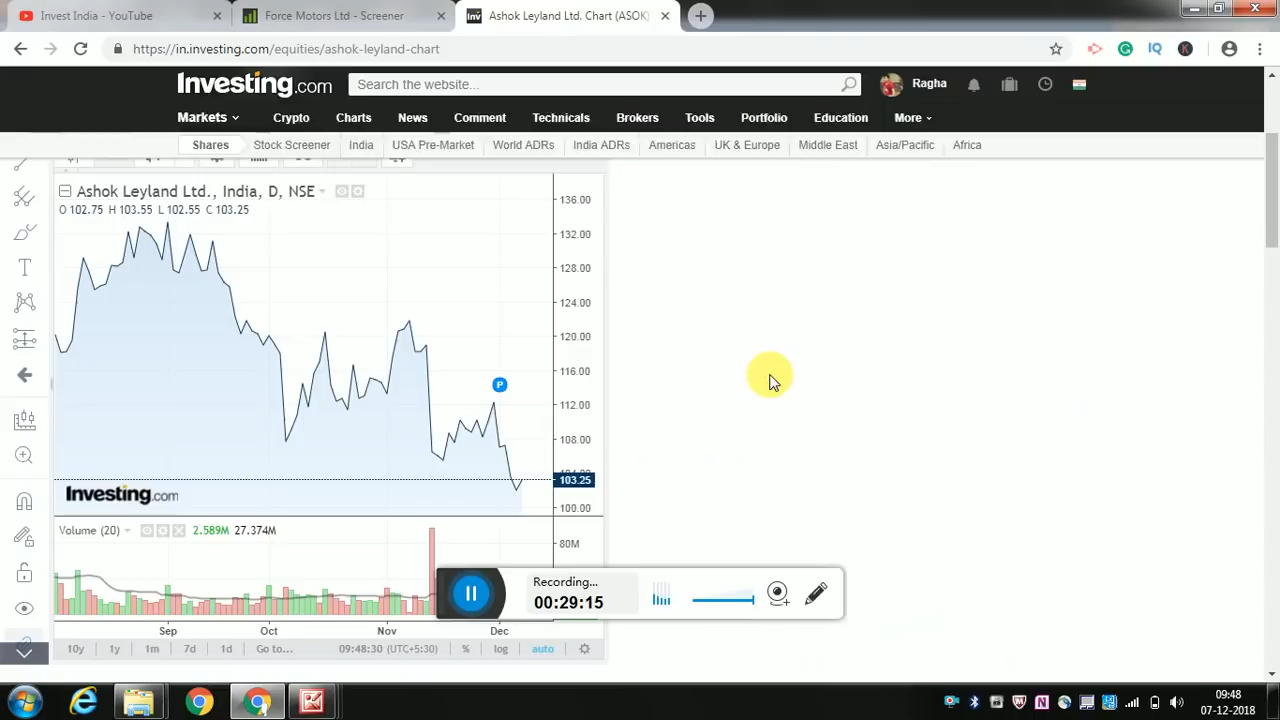 Invest India - YouTube
Force Motors Ltd - Screener
Ashok Leyland Ltd. Chart (ASOK)
Inv
https://in.investing.com/equities/ashok-leyland-chart
IQ
K
Investing.com
Search the website...
Ragha
Markets
Crypto
Charts
News
Comment
Technicals
Brokers
Tools
Portfolio
Education
More
Shares
Stock Screener
India
USA Pre-Market
World ADRs
India ADRs
Americas
UK & Europe
Middle East
Asia/Pacific
Africa
Ashok Leyland Ltd., India, D, NSE
O 102.75 H 103.55 L 102.55 C 103.25
136.00
132.00
128.00
124.00
120.00
116.00
P
112.00
108.00
104.00
103.25
100.00
Investing.com
Volume (20)
2.589M 27.374M
80M
Recording...
00:29:15
Sep
Oct
Nov
Dec
10y
1y
1m
7d
1d
Go to...
09:48:30 (UTC+5:30)
%
log
auto
09:48
07-12-2018